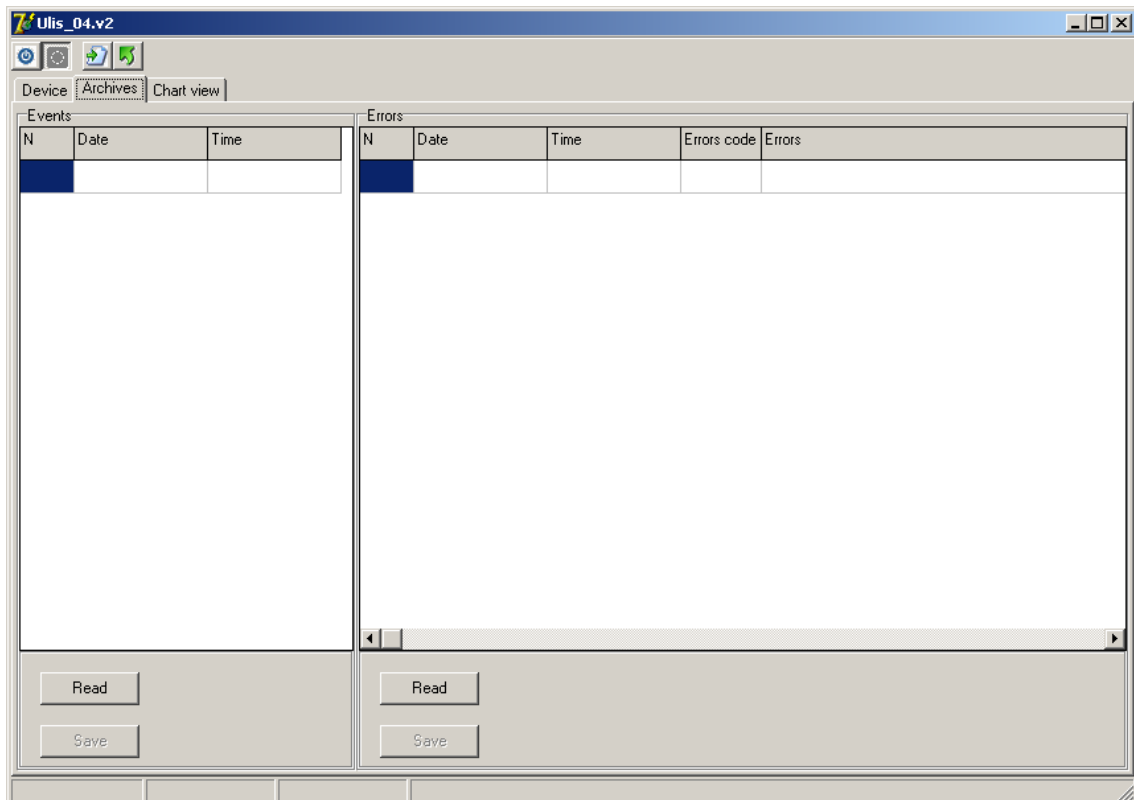 Ulis_04.v2
Device Archives Chart view
Events
N Date Time
Errors
N Date Time Errors code Errors
Read
Save
Read
Save